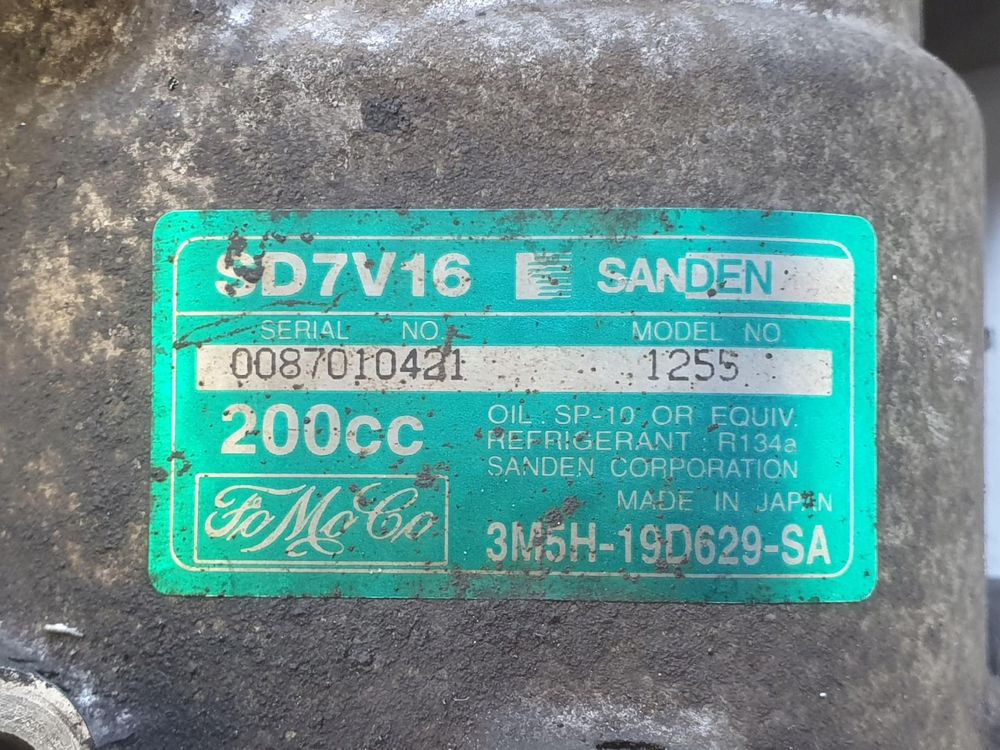 SD7V16 SANDEN
SERIAL NO. MODEL NO.
0087010421 1255
200cc
OIL : SP-10 OR EQUIV.
REFRIGERANT : R134a
SANDEN CORPORATION
MADE IN JAPAN
FoMoCo
3M5H-19D629-SA